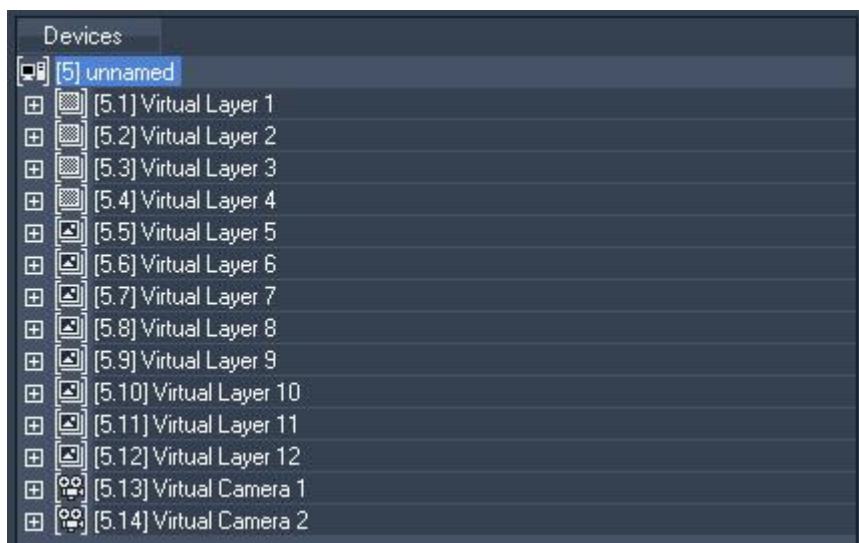 Devices
[5] unnamed
[5.1] Virtual Layer 1
[5.2] Virtual Layer 2
[5.3] Virtual Layer 3
[5.4] Virtual Layer 4
[5.5] Virtual Layer 5
[5.6] Virtual Layer 6
[5.7] Virtual Layer 7
[5.8] Virtual Layer 8
[5.9] Virtual Layer 9
[5.10] Virtual Layer 10
[5.11] Virtual Layer 11
[5.12] Virtual Layer 12
[5.13] Virtual Camera 1
[5.14] Virtual Camera 2